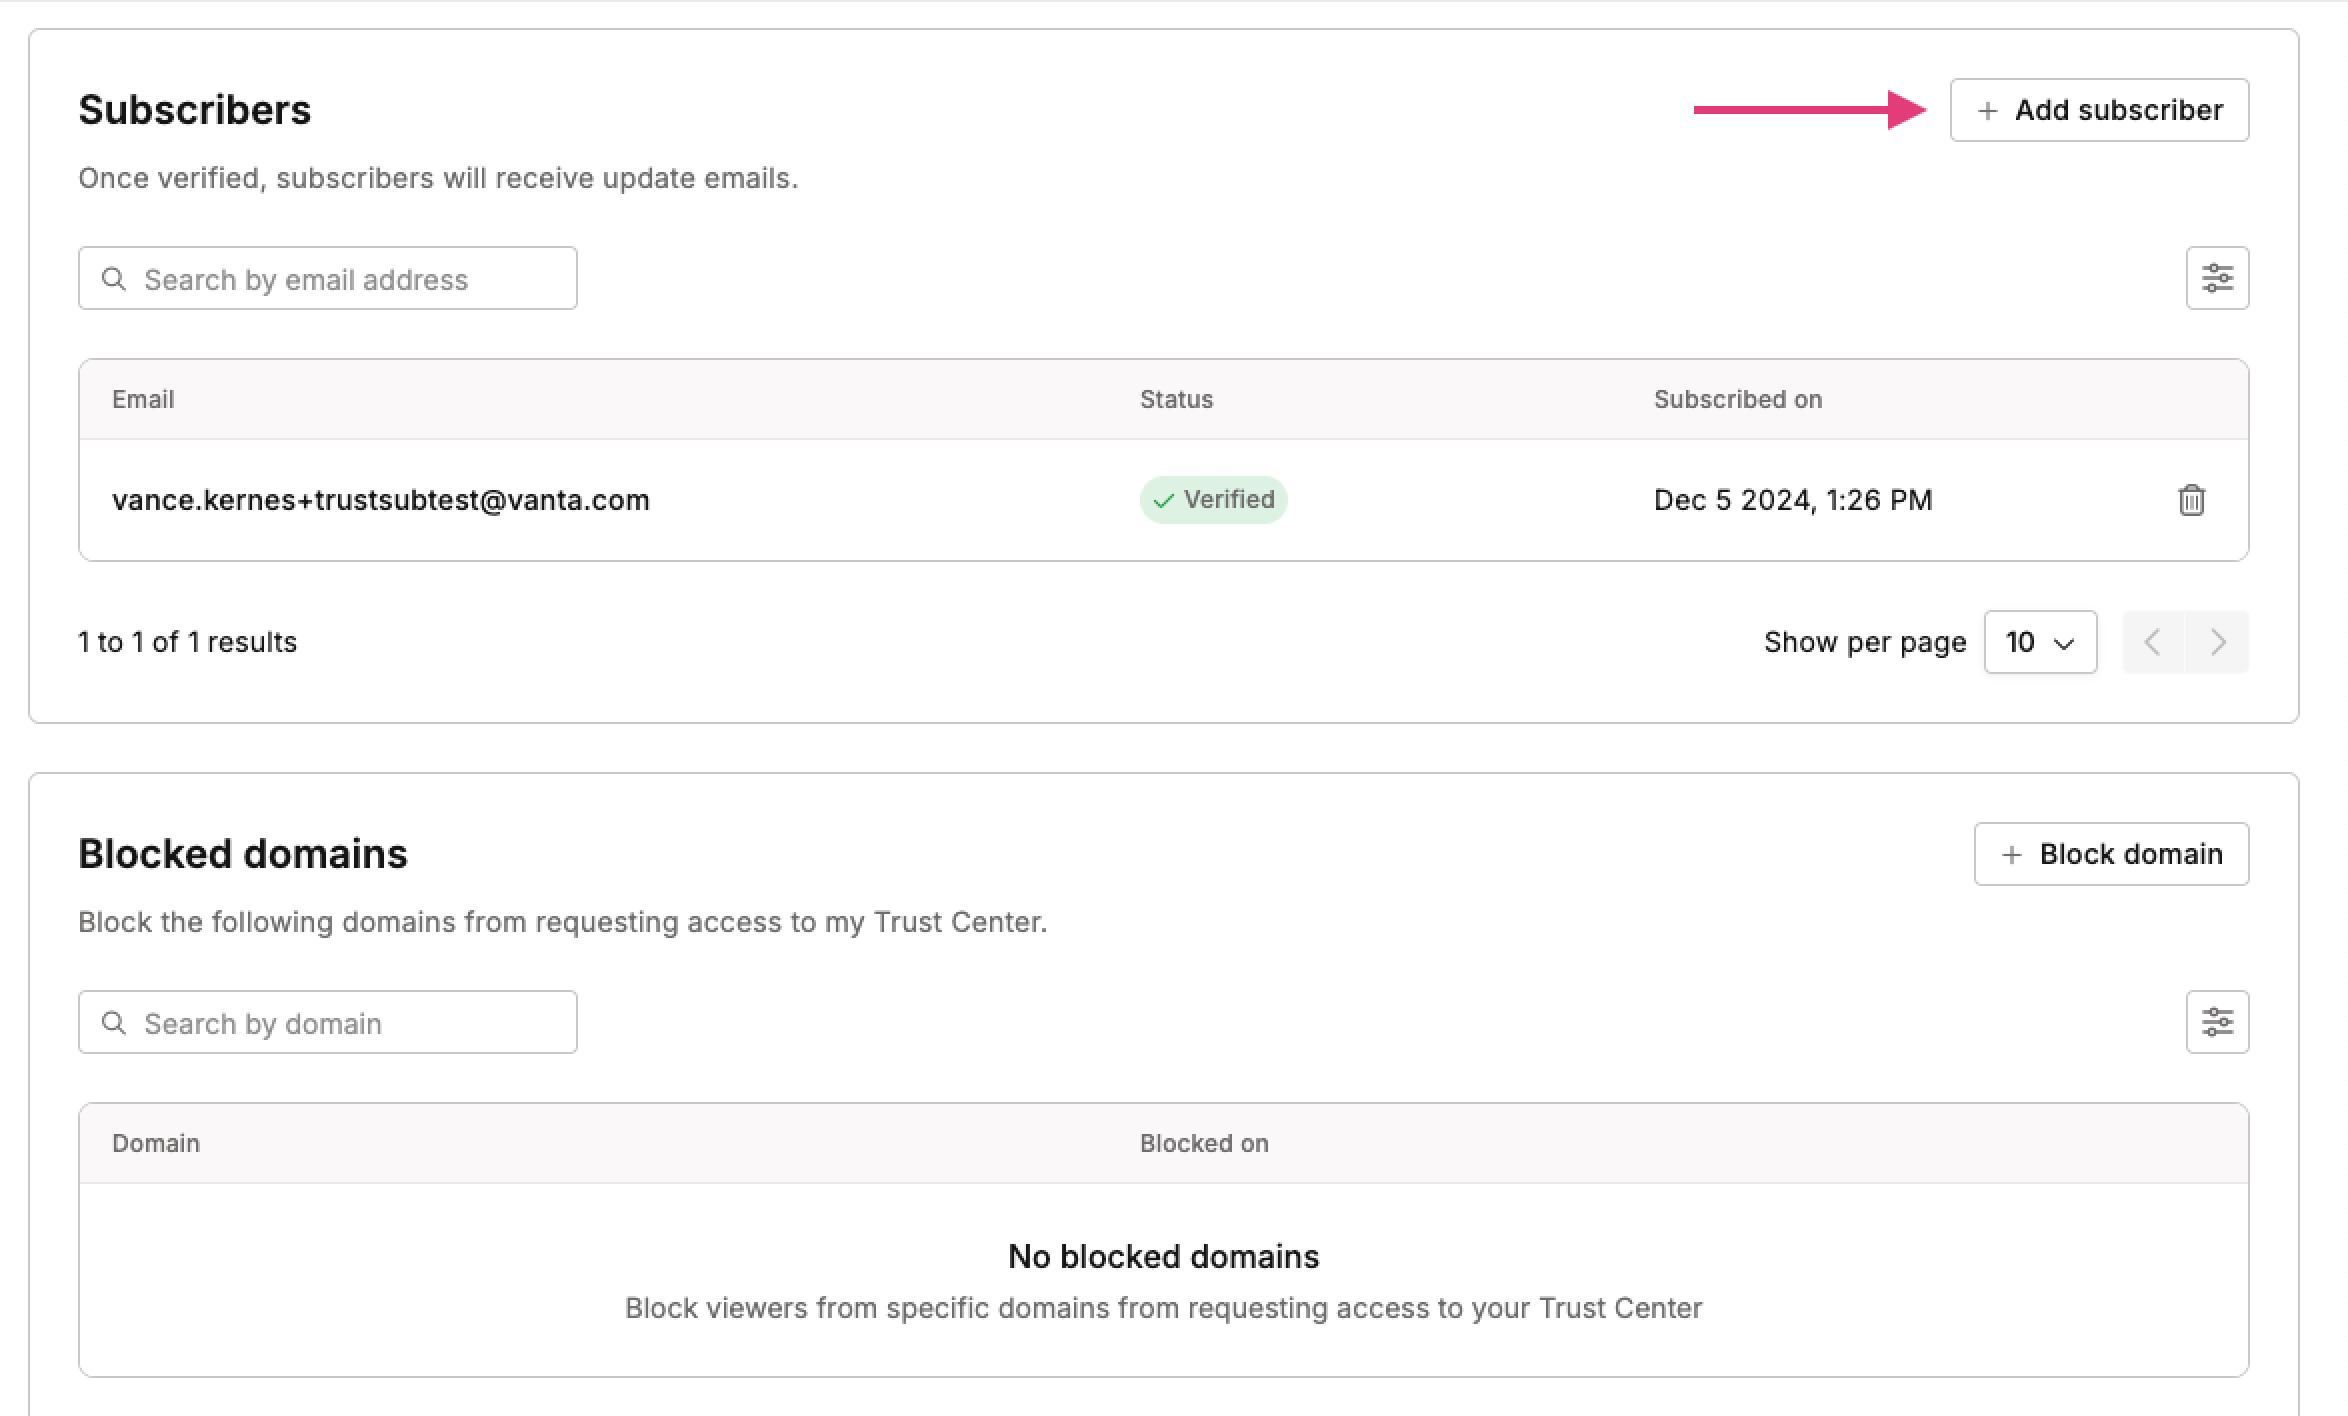 Subscribers
+ Add subscriber
Once verified, subscribers will receive update emails.
Search by email address
Email Status Subscribed on
vance.kernes+trustsubtest@vanta.com Verified Dec 5 2024, 1:26 PM
1 to 1 of 1 results Show per page 10
Blocked domains
+ Block domain
Block the following domains from requesting access to my Trust Center.
Search by domain
Domain Blocked on
No blocked domains
Block viewers from specific domains from requesting access to your Trust Center